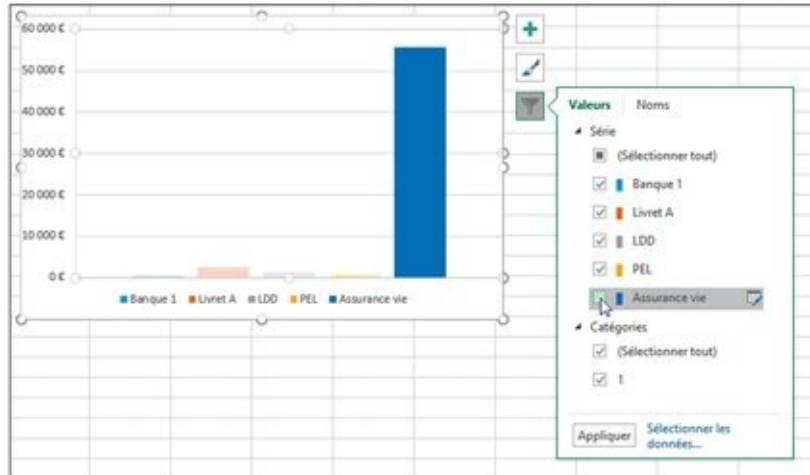 60 000 €
50 000 €
40 000 €
30 000 €
20 000 €
10 000 €
0 €
Banque 1 Livret A LDD PEL Assurance vie
Valeurs Noms
Série
(Sélectionner tout)
Banque 1
Livret A
LDD
PEL
Assurance vie
Catégories
(Sélectionner tout)
1
Appliquer
Sélectionner les
données...